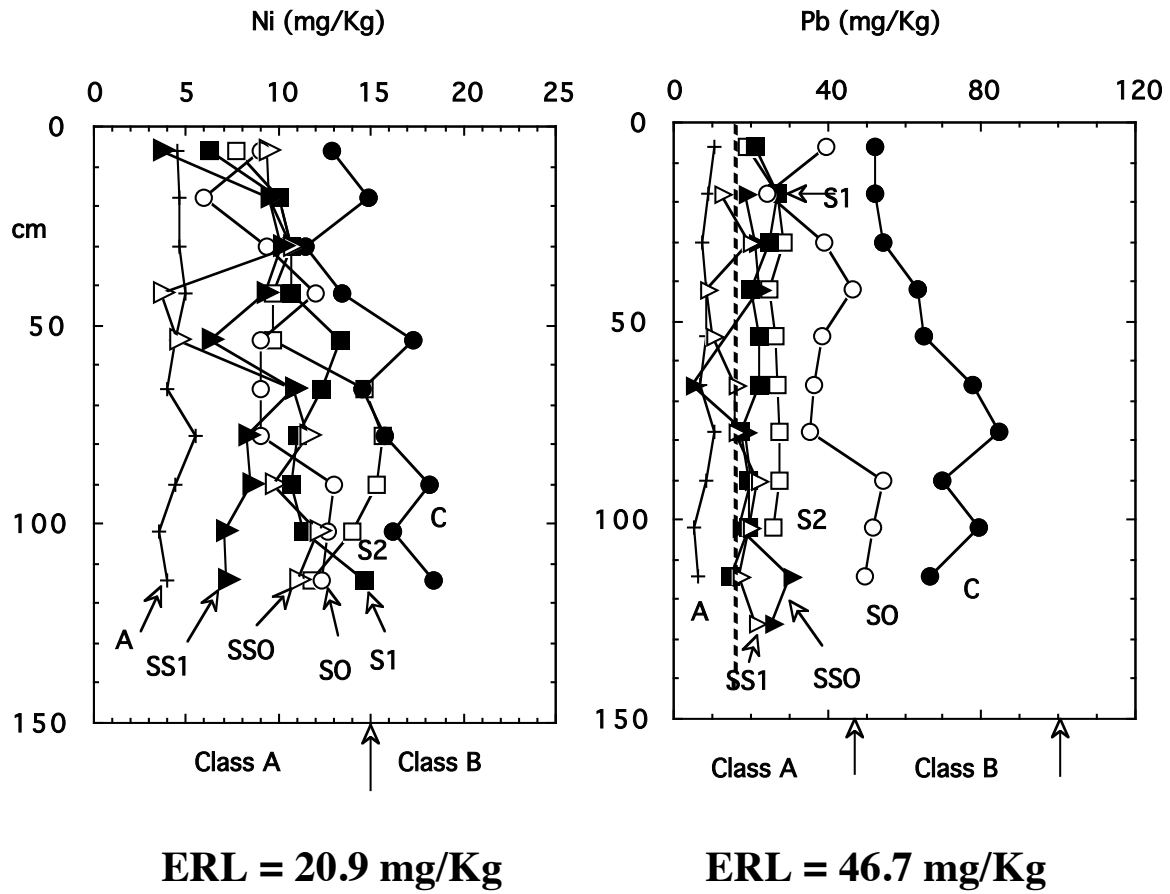 Ni (mg/Kg)
0 5 10 15 20 25
0
cm
50
100
150
C
S2
A
SS1
SSO
SO
S1
Class A
Class B
ERL = 20.9 mg/Kg
Pb (mg/Kg)
0 40 80 120
0
50
100
150
S1
S2
A
SO
C
SS1
SSO
Class A
Class B
ERL = 46.7 mg/Kg